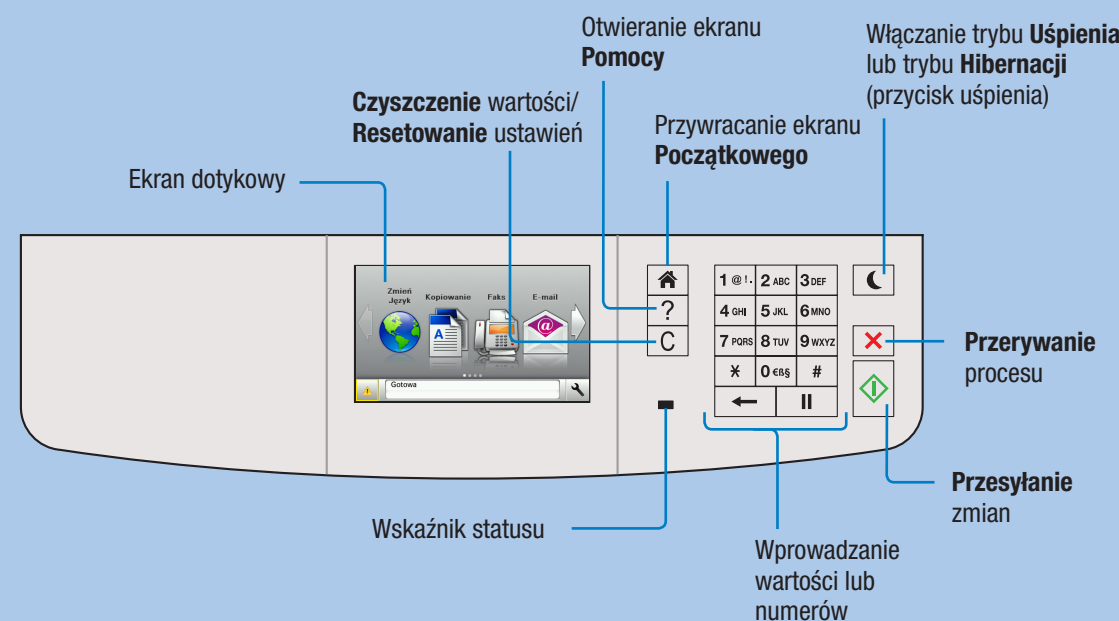 Otwieranie ekranu
Pomocy
Włączanie trybu Uśpienia
lub trybu Hibernacji
(przycisk uśpienia)
Czyszczenie wartości/
Resetowanie ustawień
Przywracanie ekranu
Początkowego
Ekran dotykowy
Zmień
Język
Kopiowanie
Faks
E-mail
A
@
Gotowa
?
C
1 @!. 2 ABC 3 DEF
4 GHI 5 JKL 6 MNO
7 PQRS 8 TUV 9 WXYZ
* 0 €ß§ #
Przerywanie
procesu
Przesyłanie
zmian
Wskaźnik statusu
Wprowadzanie
wartości lub
numerów